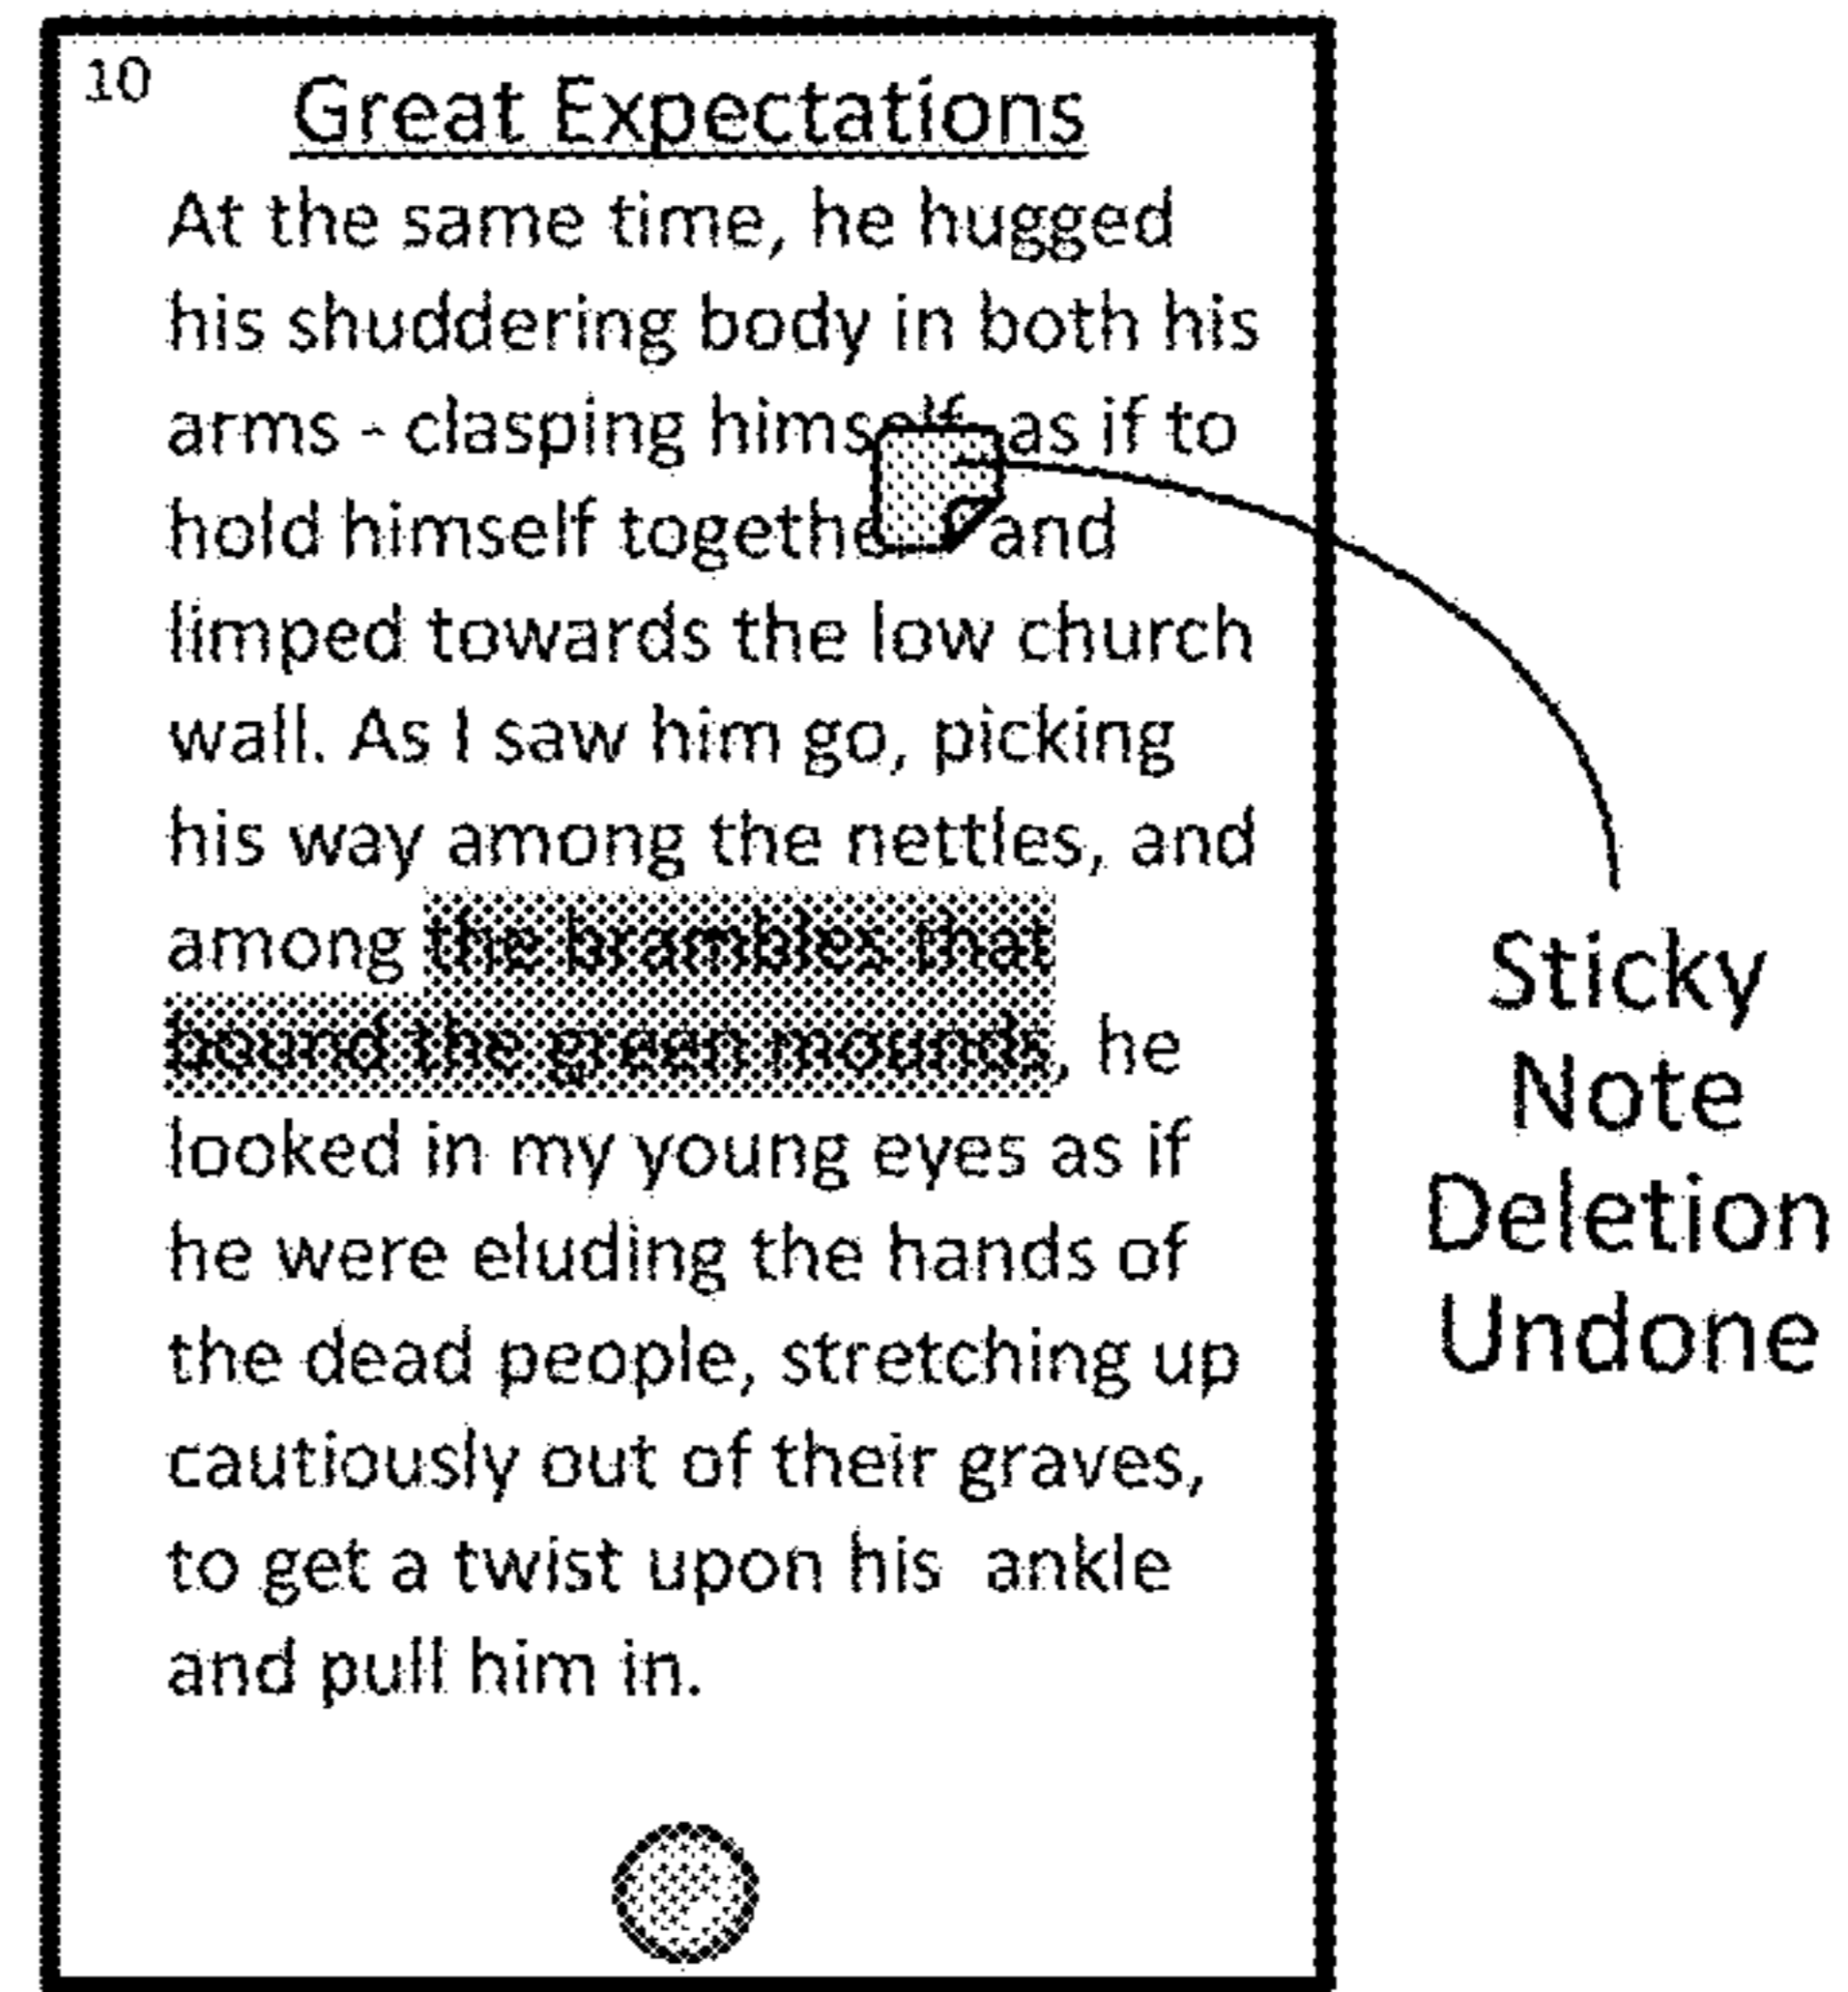 10
Great Expectations
At the same time, he hugged
his shuddering body in both his
arms - clasping himself, as if to
hold himself together and
limped towards the low church
wall. As I saw him go, picking
his way among the nettles, and
among the brambles that
bound the green mounds, he
looked in my young eyes as if
he were eluding the hands of
the dead people, stretching up
cautiously out of their graves,
to get a twist upon his ankle
and pull him in.
Sticky
Note
Deletion
Undone